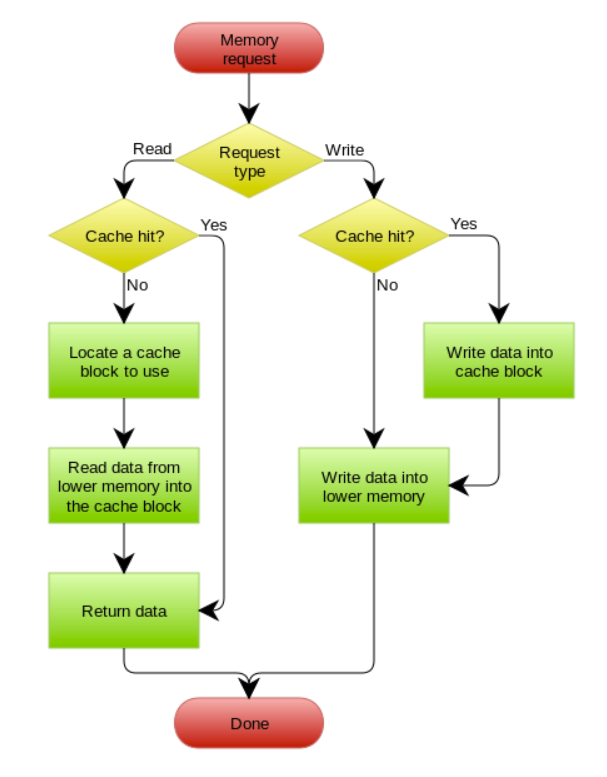 Memory
request
Read
Request
type
Write
Cache hit?
Yes
Cache hit?
Yes
No
No
Locate a cache
block to use
Write data into
cache block
Read data from
lower memory into
the cache block
Write data into
lower memory
Return data
Done